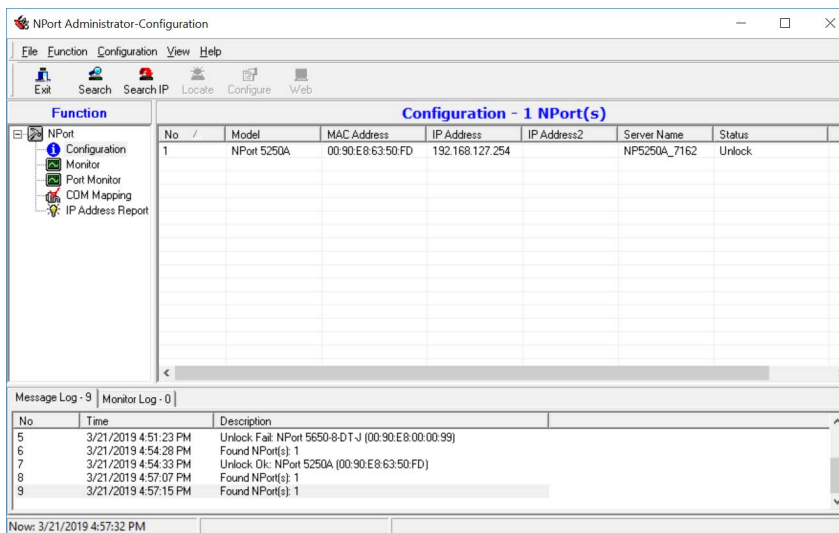 NPort Administrator-Configuration
File Function Configuration View Help
Exit Search Search IP Locate Configure Web
Function
Configuration - 1 NPort(s)
NPort
Configuration
Monitor
Port Monitor
COM Mapping
IP Address Report
No Model MAC Address IP Address IP Address2 Server Name Status
1 NPort 5250A 00:90:E8:63:50:FD 192.168.127.254 NP5250A_7162 Unlock
Message Log - 9 Monitor Log - 0
No Time Description
5 3/21/2019 4:51:23 PM Unlock Fail: NPort 5650-8-DT-J (00:90:E8:00:00:99)
6 3/21/2019 4:54:28 PM Found NPort(s): 1
7 3/21/2019 4:54:33 PM Unlock Ok: NPort 5250A (00:90:E8:63:50:FD)
8 3/21/2019 4:57:07 PM Found NPort(s): 1
9 3/21/2019 4:57:15 PM Found NPort(s): 1
Now: 3/21/2019 4:57:32 PM